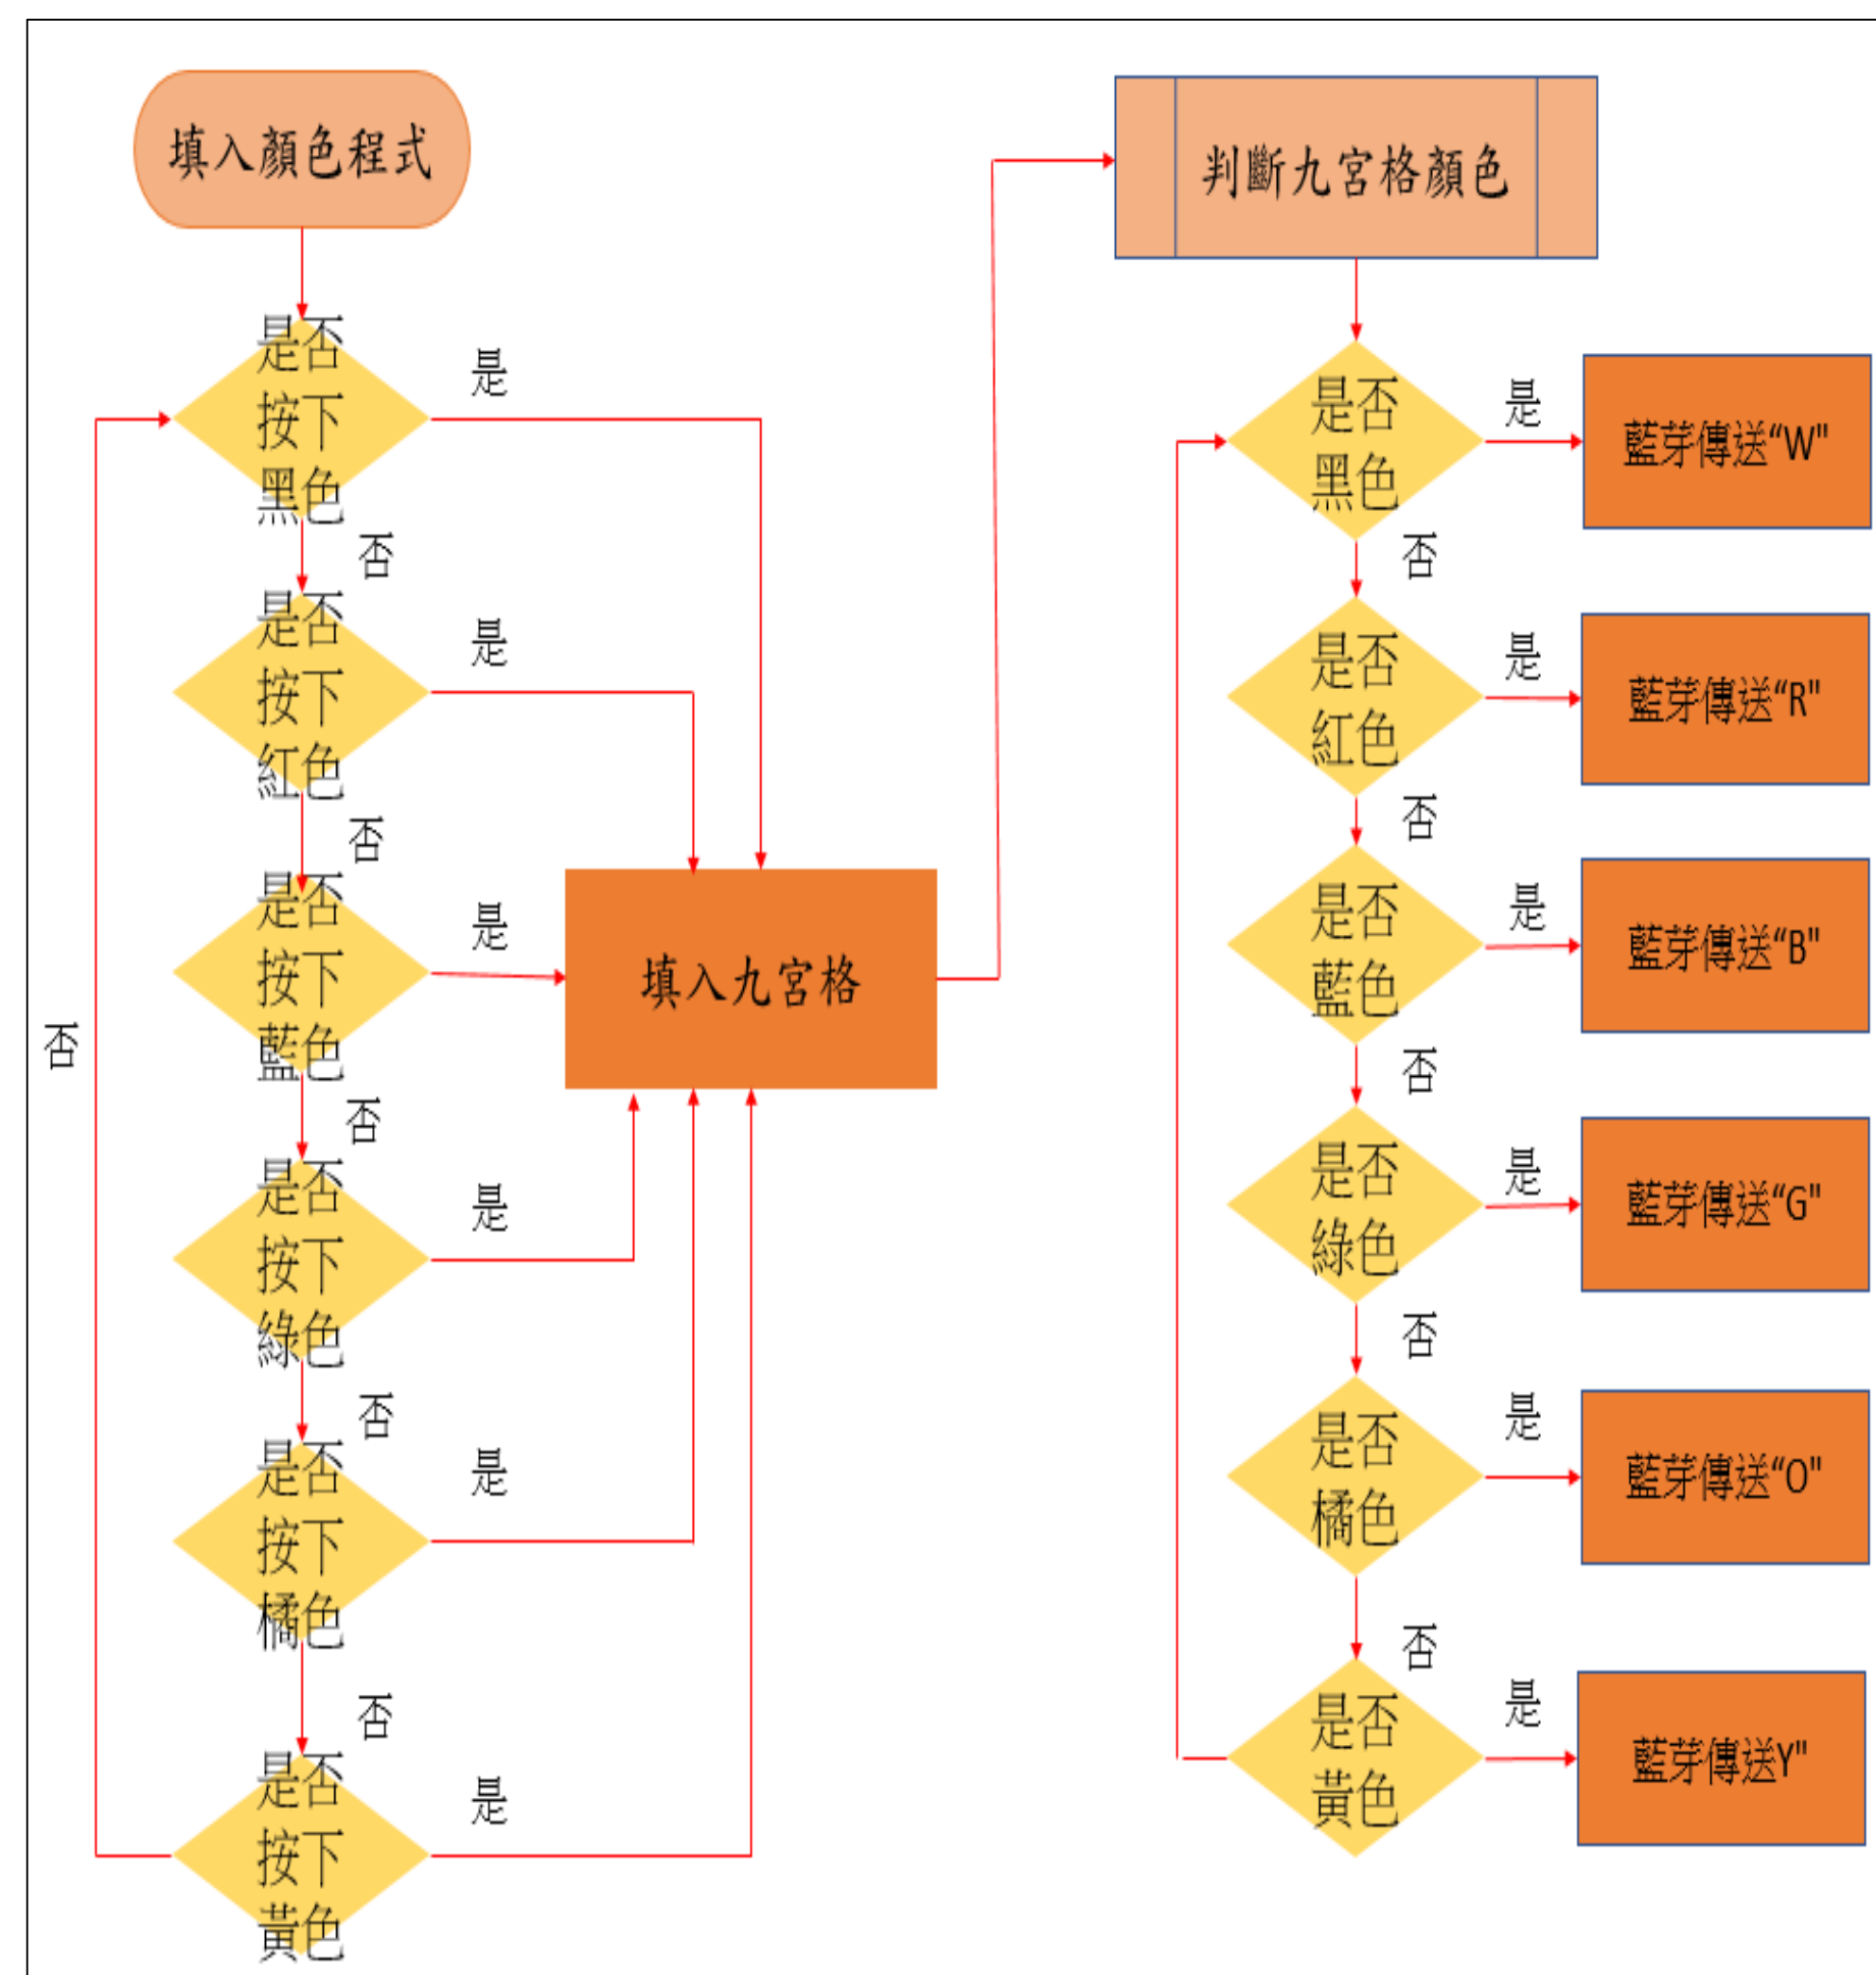 填入顏色程式
是否
按下
黑色
是
否
是否
按下
紅色
是
否
是否
按下
藍色
是
否
是否
按下
綠色
是
否
是否
按下
橘色
是
否
是否
按下
黃色
是
否
填入九宮格
判斷九宮格顏色
是否
黑色
是
藍芽傳送“W"
否
是否
紅色
是
藍芽傳送“R"
否
是否
藍色
是
藍芽傳送“B"
否
是否
綠色
是
藍芽傳送“G"
否
是否
橘色
是
藍芽傳送“O"
否
是否
黃色
是
藍芽傳送Y"